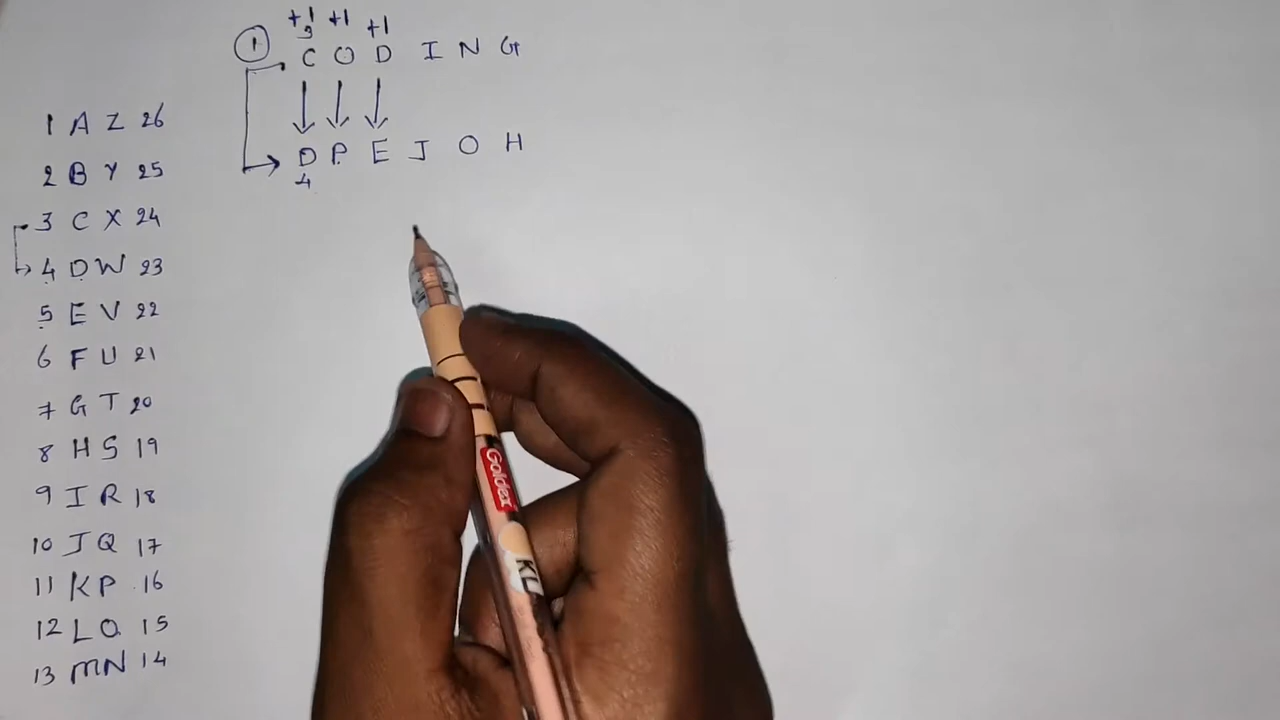 +1 +1 +1
3
① C O D I N G
D P E J O H
4
1 A Z 26
2 B Y 25
3 C X 24
4 D W 23
5 E V 22
6 F U 21
7 G T 20
8 H S 19
9 I R 18
10 J Q 17
11 K P 16
12 L O 15
13 M N 14
Goldex